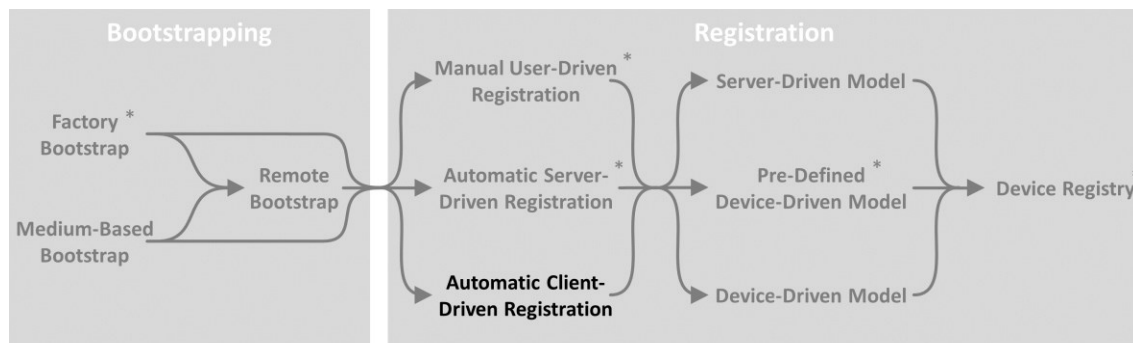 Bootstrapping
Factory *
Bootstrap
Remote
Bootstrap
Medium-Based
Bootstrap
Registration
Manual User-Driven *
Registration
Automatic Server- *
Driven Registration
Automatic Client-
Driven Registration
Server-Driven Model
Pre-Defined *
Device-Driven Model
Device-Driven Model
Device Registry *